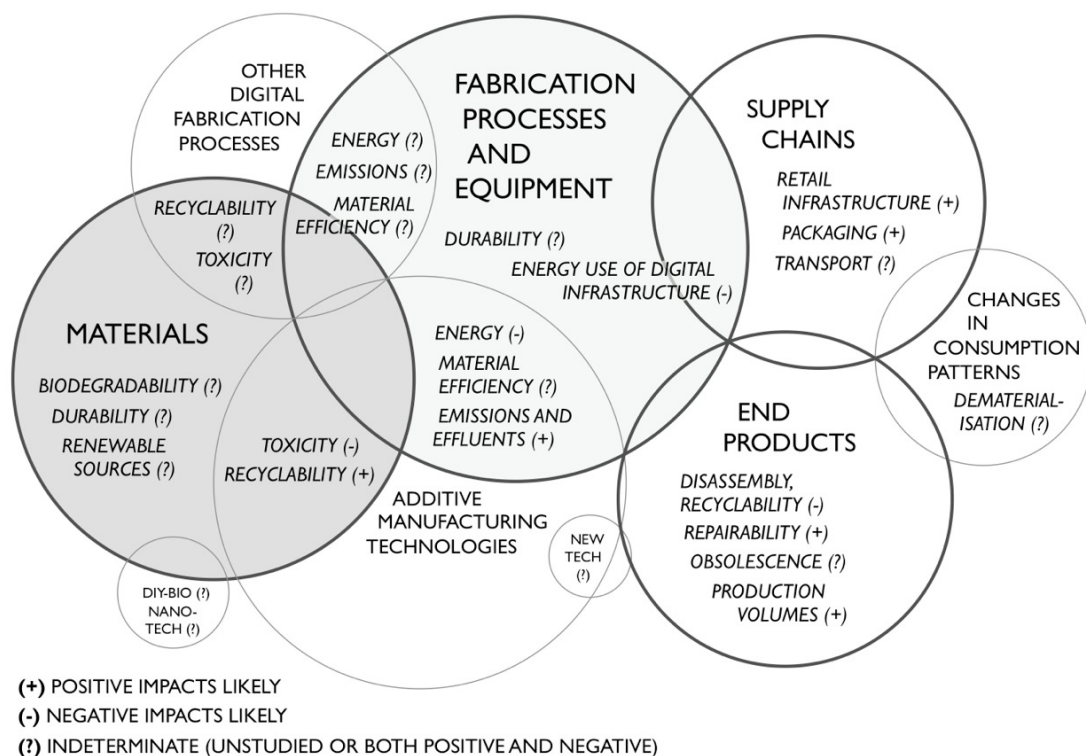 OTHER
DIGITAL
FABRICATION
PROCESSES
ENERGY (?)
EMISSIONS (?)
MATERIAL
EFFICIENCY (?)
RECYCLABILITY
(?)
TOXICITY
(?)
FABRICATION
PROCESSES
AND
EQUIPMENT
DURABILITY (?)
ENERGY USE OF DIGITAL
INFRASTRUCTURE (-)
SUPPLY
CHAINS
RETAIL
INFRASTRUCTURE (+)
PACKAGING (+)
TRANSPORT (?)
CHANGES
IN
CONSUMPTION
PATTERNS
DEMATERIAL-
ISATION (?)
MATERIALS
BIODEGRADABILITY (?)
DURABILITY (?)
RENEWABLE
SOURCES (?)
TOXICITY (-)
RECYCLABILITY (+)
ENERGY (-)
MATERIAL
EFFICIENCY (?)
EMISSIONS AND
EFFLUENTS (+)
ADDITIVE
MANUFACTURING
TECHNOLOGIES
NEW
TECH
(?)
END
PRODUCTS
DISASSEMBLY,
RECYCLABILITY (-)
REPAIRABILITY (+)
OBSOLESCENCE (?)
PRODUCTION
VOLUMES (+)
DIY-BIO (?)
NANO-
TECH (?)
(+) POSITIVE IMPACTS LIKELY
(-) NEGATIVE IMPACTS LIKELY
(?) INDETERMINATE (UNSTUDIED OR BOTH POSITIVE AND NEGATIVE)